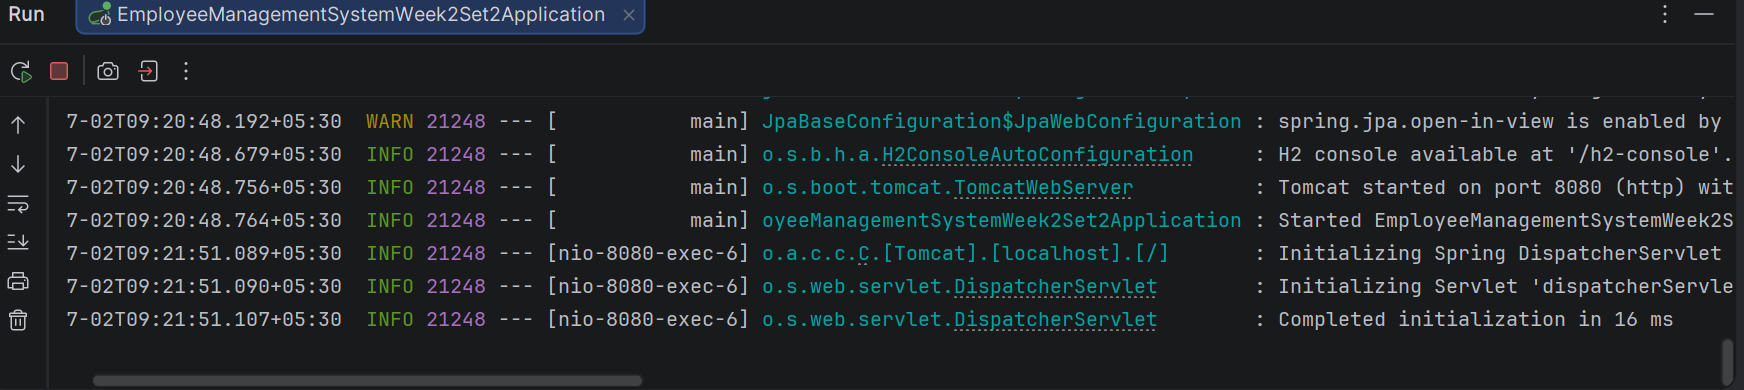 Run EmployeeManagementSystemWeek2Set2Application
7-02T09:20:48.192+05:30  WARN 21248 --- [           main] JpaBaseConfiguration$JpaWebConfiguration : spring.jpa.open-in-view is enabled by
7-02T09:20:48.679+05:30  INFO 21248 --- [           main] o.s.b.h.a.H2ConsoleAutoConfiguration     : H2 console available at '/h2-console'.
7-02T09:20:48.756+05:30  INFO 21248 --- [           main] o.s.boot.tomcat.TomcatWebServer          : Tomcat started on port 8080 (http) wit
7-02T09:20:48.764+05:30  INFO 21248 --- [           main] oyeeManagementSystemWeek2Set2Application : Started EmployeeManagementSystemWeek2S
7-02T09:21:51.089+05:30  INFO 21248 --- [nio-8080-exec-6] o.a.c.c.C.[Tomcat].[localhost].[/]       : Initializing Spring DispatcherServlet
7-02T09:21:51.090+05:30  INFO 21248 --- [nio-8080-exec-6] o.s.web.servlet.DispatcherServlet        : Initializing Servlet 'dispatcherServle
7-02T09:21:51.107+05:30  INFO 21248 --- [nio-8080-exec-6] o.s.web.servlet.DispatcherServlet        : Completed initialization in 16 ms